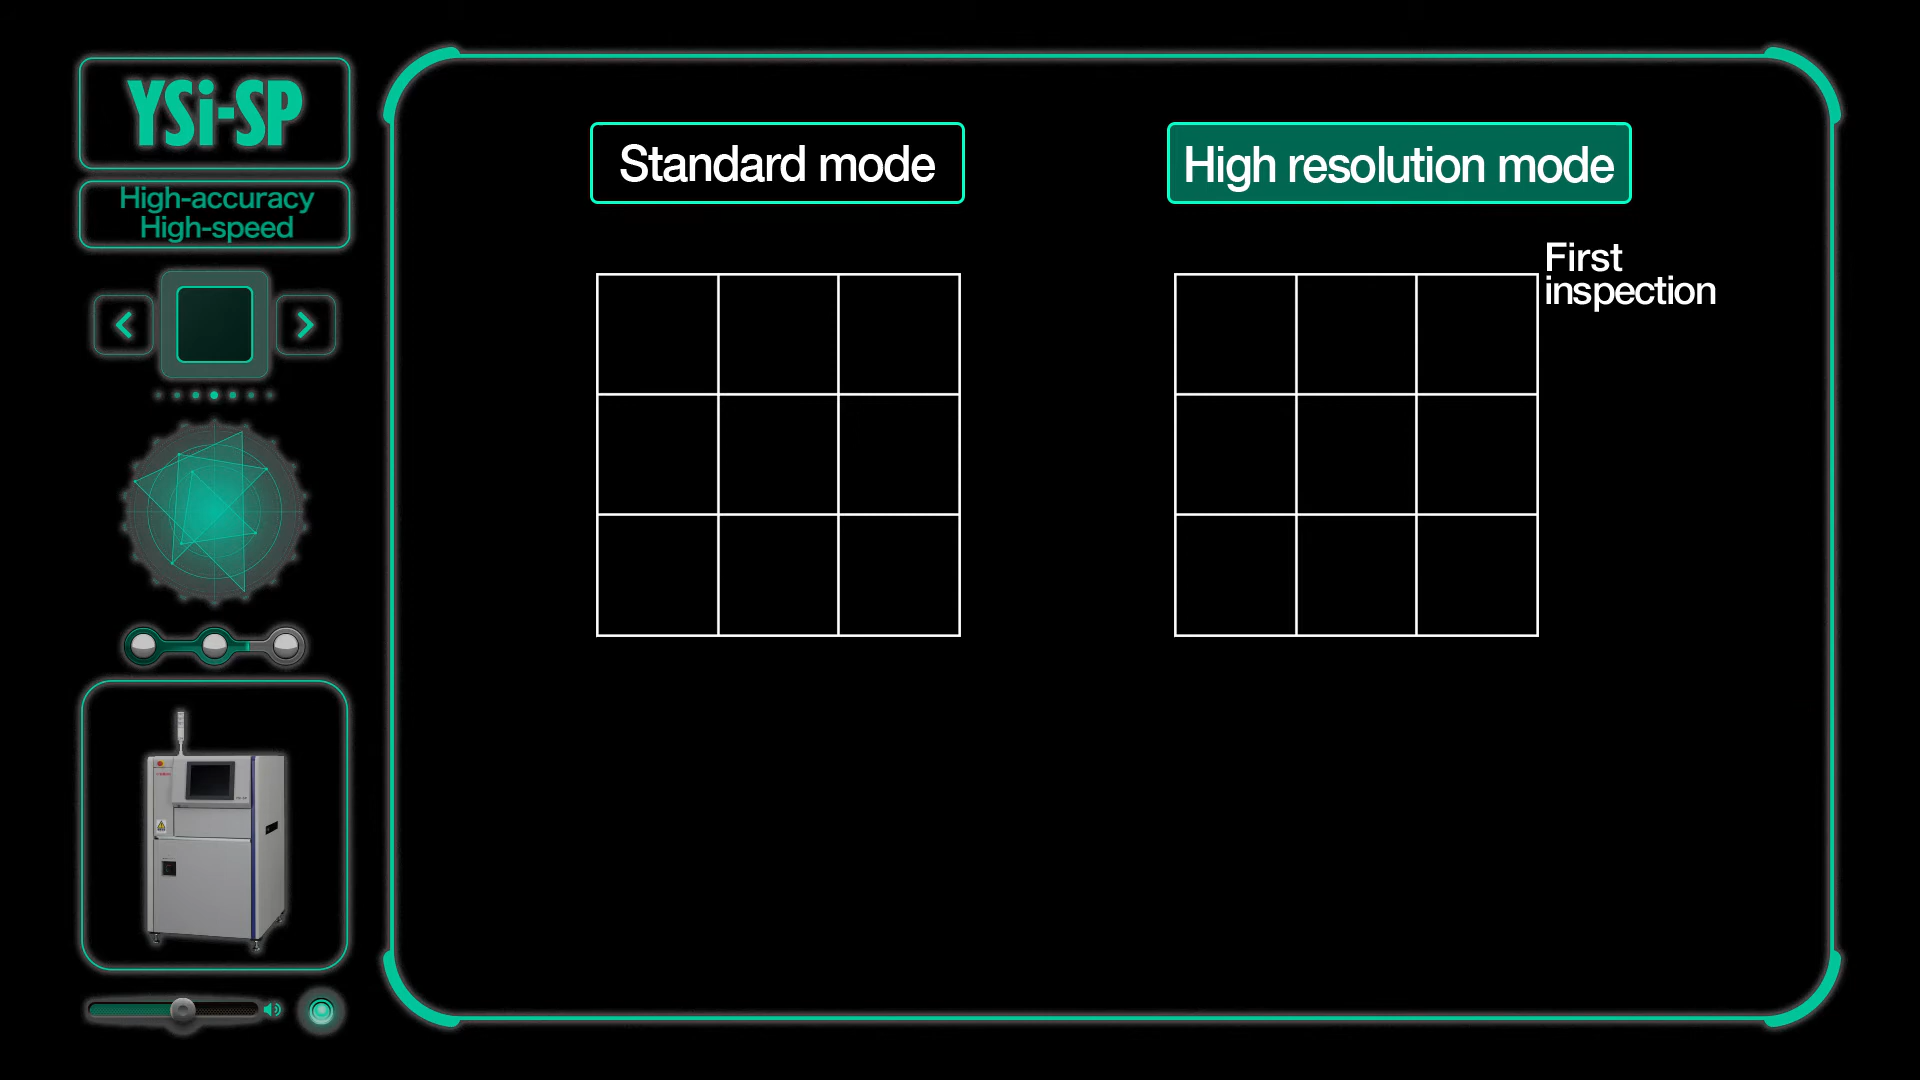 YSi-SP
High-accuracy
High-speed
Standard mode
High resolution mode
First
inspection